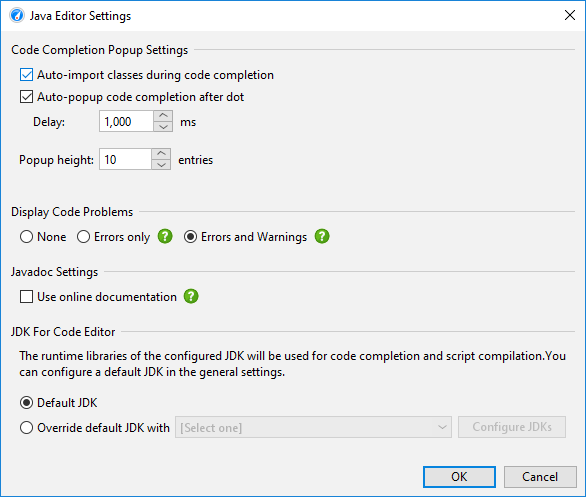 Java Editor Settings
Code Completion Popup Settings
Auto-import classes during code completion
Auto-popup code completion after dot
Delay: 1,000 ms
Popup height: 10 entries
Display Code Problems
None Errors only ? Errors and Warnings ?
Javadoc Settings
Use online documentation ?
JDK For Code Editor
The runtime libraries of the configured JDK will be used for code completion and script compilation.You
can configure a default JDK in the general settings.
Default JDK
Override default JDK with [Select one] Configure JDKs
OK Cancel